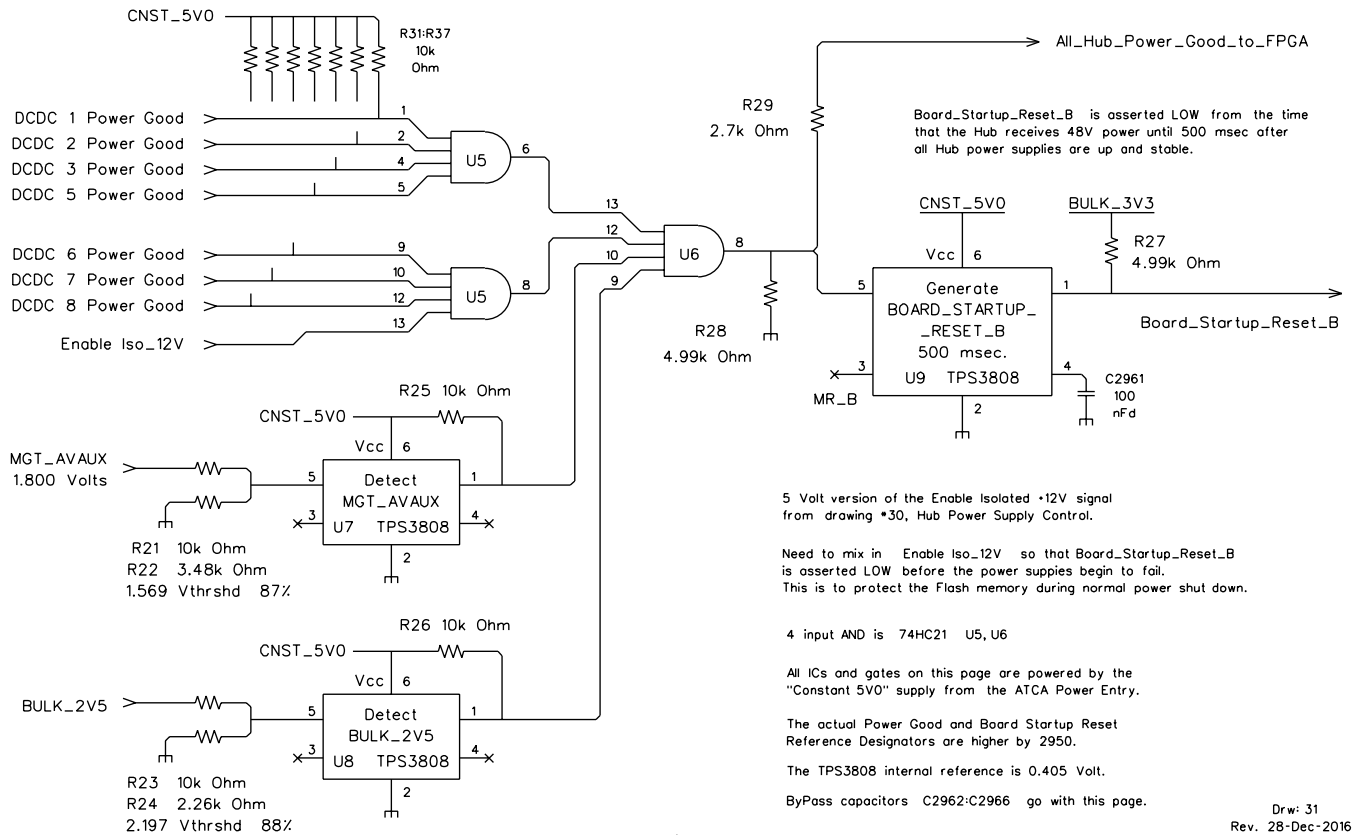 CNST_5V0
R31:R37
10k
Ohm
DCDC 1 Power Good
1
DCDC 2 Power Good
2
DCDC 3 Power Good
4
DCDC 5 Power Good
5
U5
6
DCDC 6 Power Good
9
DCDC 7 Power Good
10
DCDC 8 Power Good
12
Enable Iso_12V
13
U5
8
13
12
10
9
U6
8
R29
2.7k Ohm
R28
4.99k Ohm
All_Hub_Power_Good_to_FPGA
Board_Startup_Reset_B is asserted LOW from the time
that the Hub receives 48V power until 500 msec after
all Hub power supplies are up and stable.
CNST_5V0
BULK_3V3
R27
4.99k Ohm
Vcc 6
5
Generate
BOARD_STARTUP_
_RESET_B
500 msec.
U9 TPS3808
1
Board_Startup_Reset_B
3
MR_B
4
2
C2961
100
nFd
R25 10k Ohm
CNST_5V0
Vcc 6
MGT_AVAUX
1.800 Volts
5
Detect
MGT_AVAUX
U7 TPS3808
1
3
4
2
R21 10k Ohm
R22 3.48k Ohm
1.569 Vthrshd 87%
R26 10k Ohm
CNST_5V0
Vcc 6
BULK_2V5
5
Detect
BULK_2V5
U8 TPS3808
1
3
4
2
R23 10k Ohm
R24 2.26k Ohm
2.197 Vthrshd 88%
5 Volt version of the Enable Isolated +12V signal
from drawing #30, Hub Power Supply Control.
Need to mix in Enable Iso_12V so that Board_Startup_Reset_B
is asserted LOW before the power suppies begin to fail.
This is to protect the Flash memory during normal power shut down.
4 input AND is 74HC21 U5, U6
All ICs and gates on this page are powered by the
"Constant 5V0" supply from the ATCA Power Entry.
The actual Power Good and Board Startup Reset
Reference Designators are higher by 2950.
The TPS3808 internal reference is 0.405 Volt.
ByPass capacitors C2962:C2966 go with this page.
Drw: 31
Rev. 28-Dec-2016